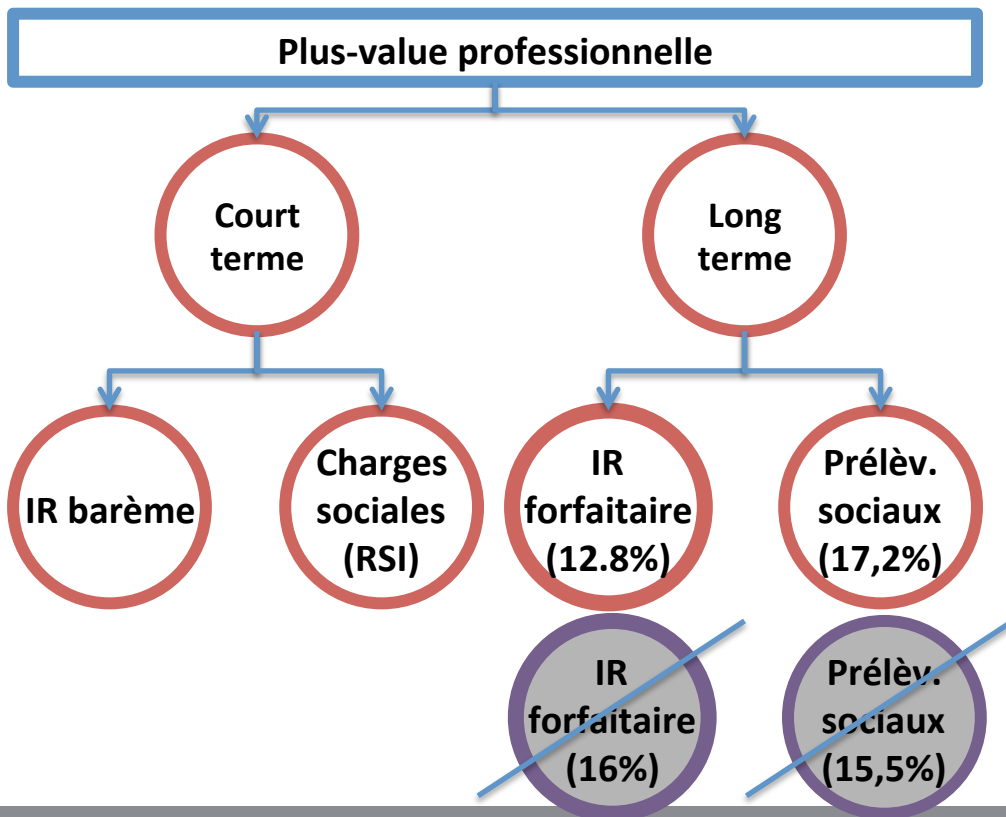 Plus-value professionnelle
Court
terme
Long
terme
IR barème
Charges
sociales
(RSI)
IR
forfaitaire
(12.8%)
Prélèv.
sociaux
(17,2%)
IR
forfaitaire
(16%)
Prélèv.
sociaux
(15,5%)